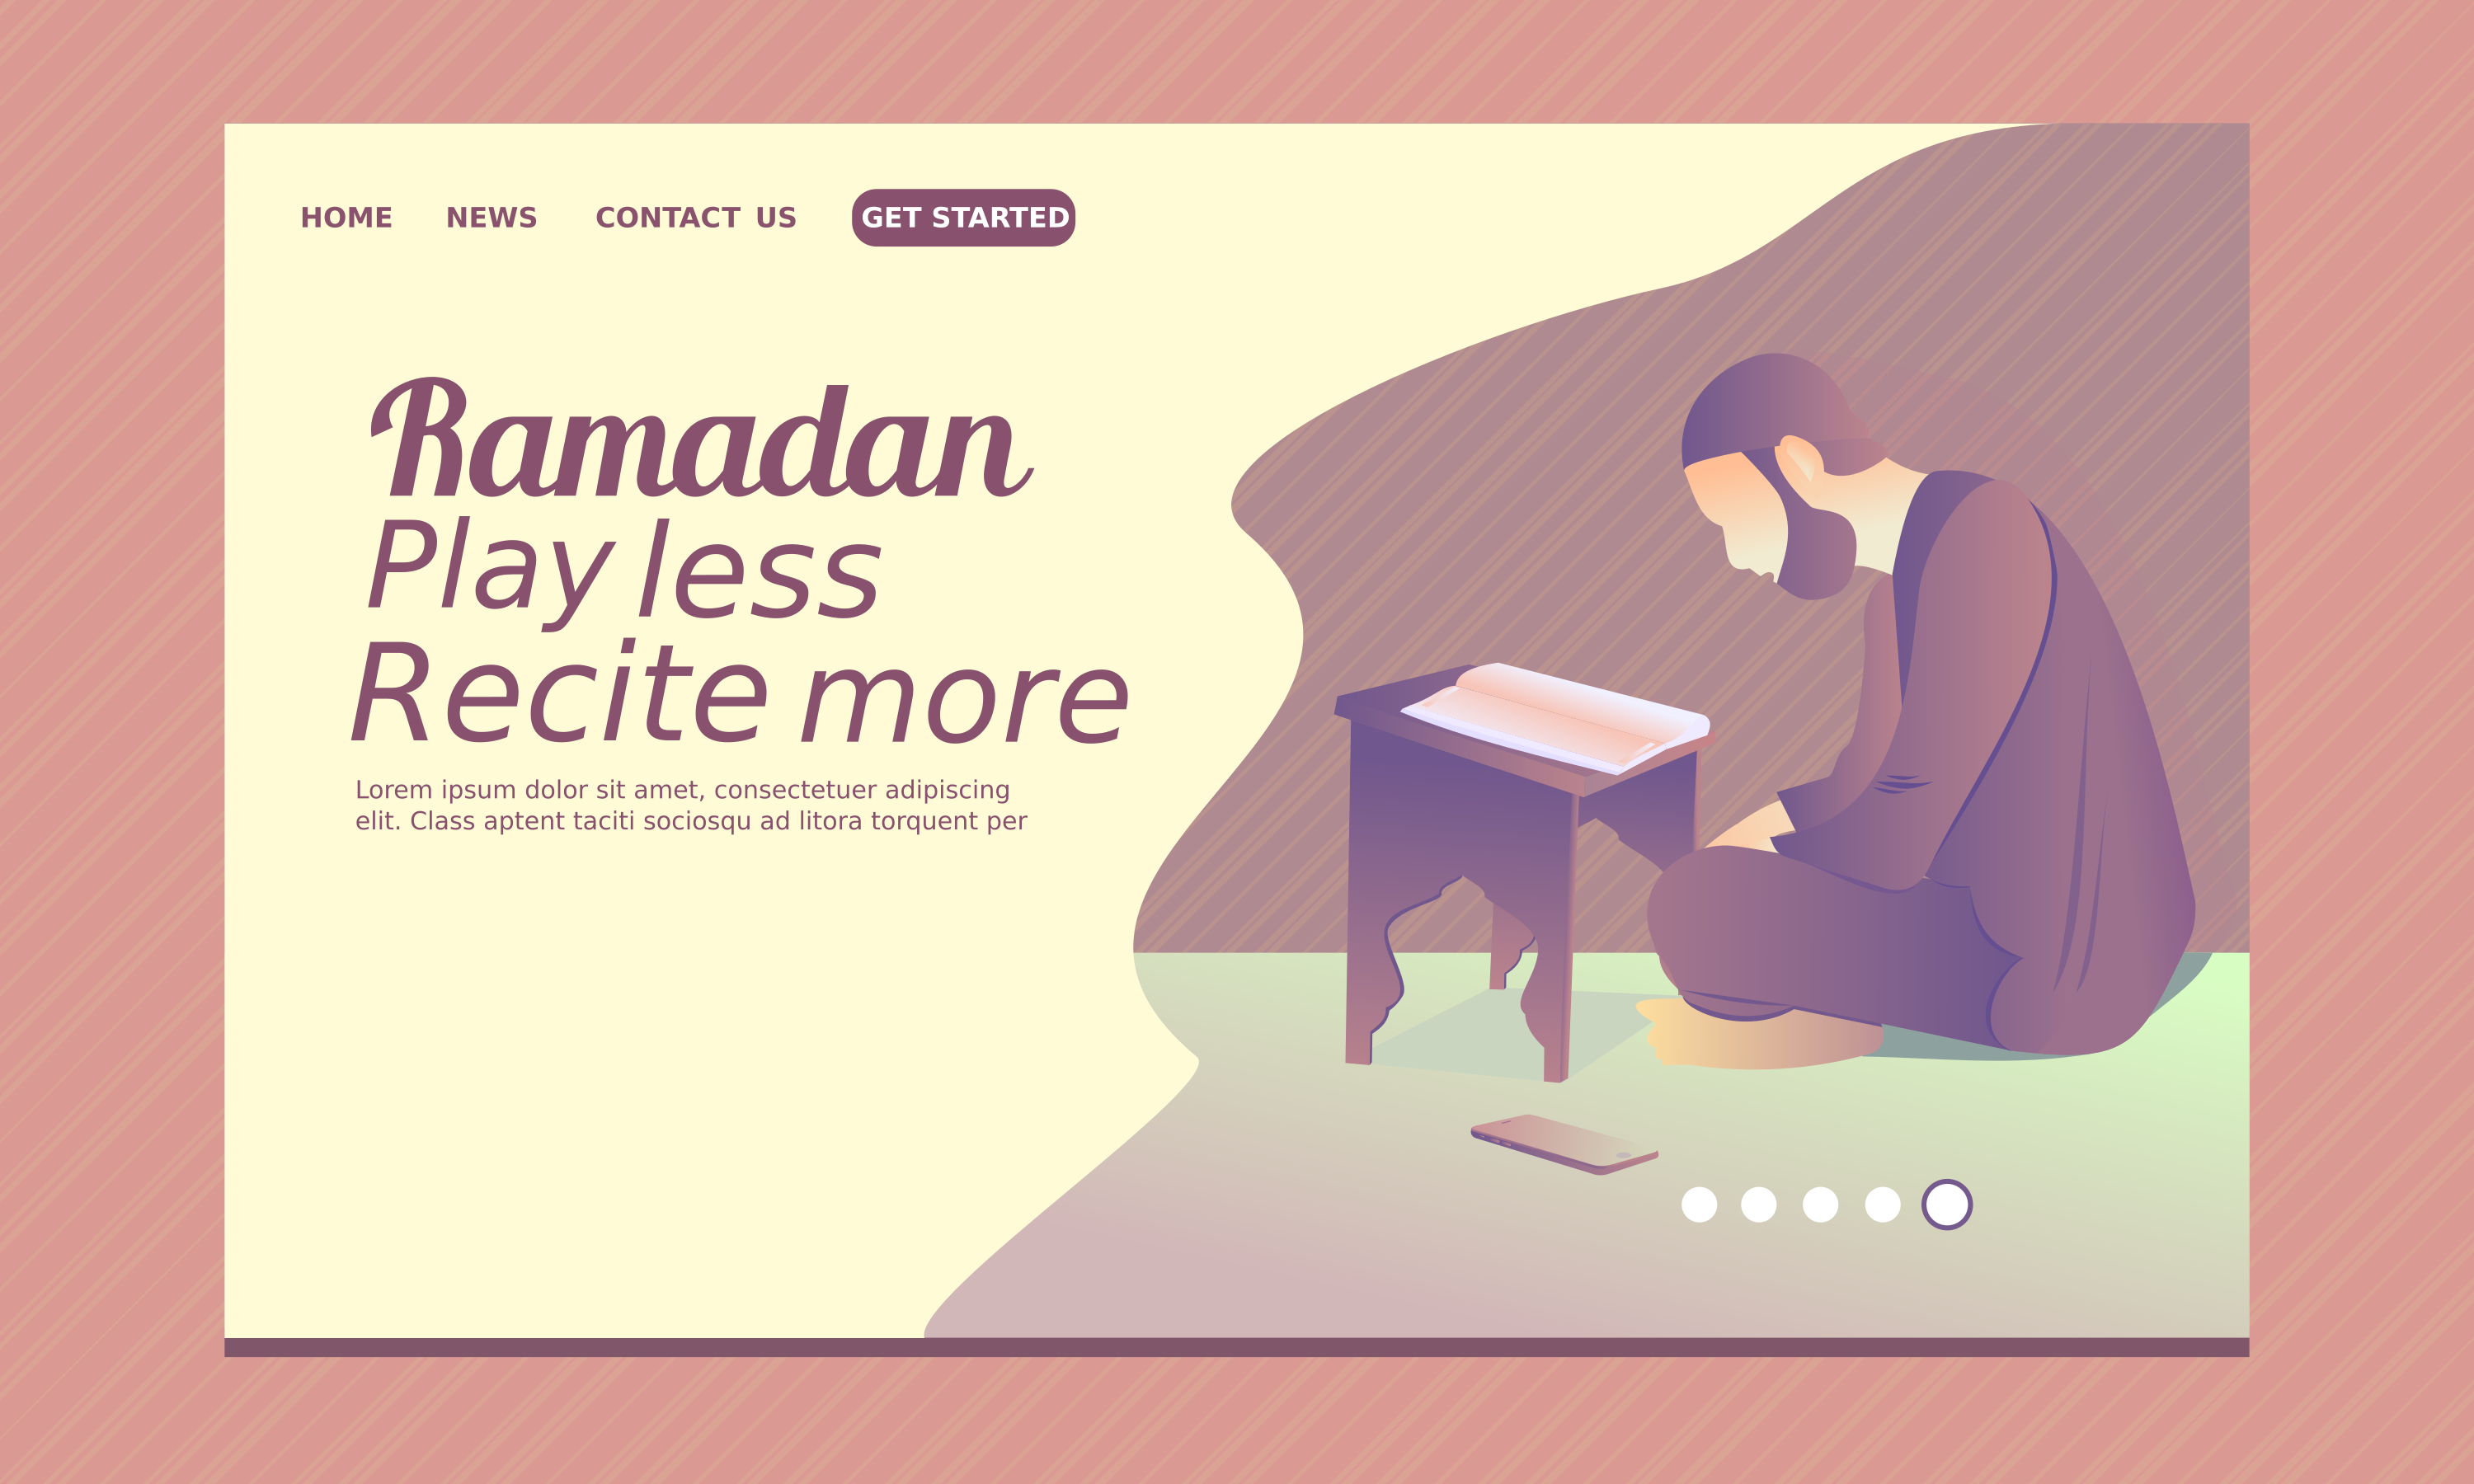 HOME NEWS CONTACT US GET STARTED
Ramadan
Play less
Recite more
Lorem ipsum dolor sit amet, consectetuer adipiscing
elit. Class aptent taciti sociosqu ad litora torquent per